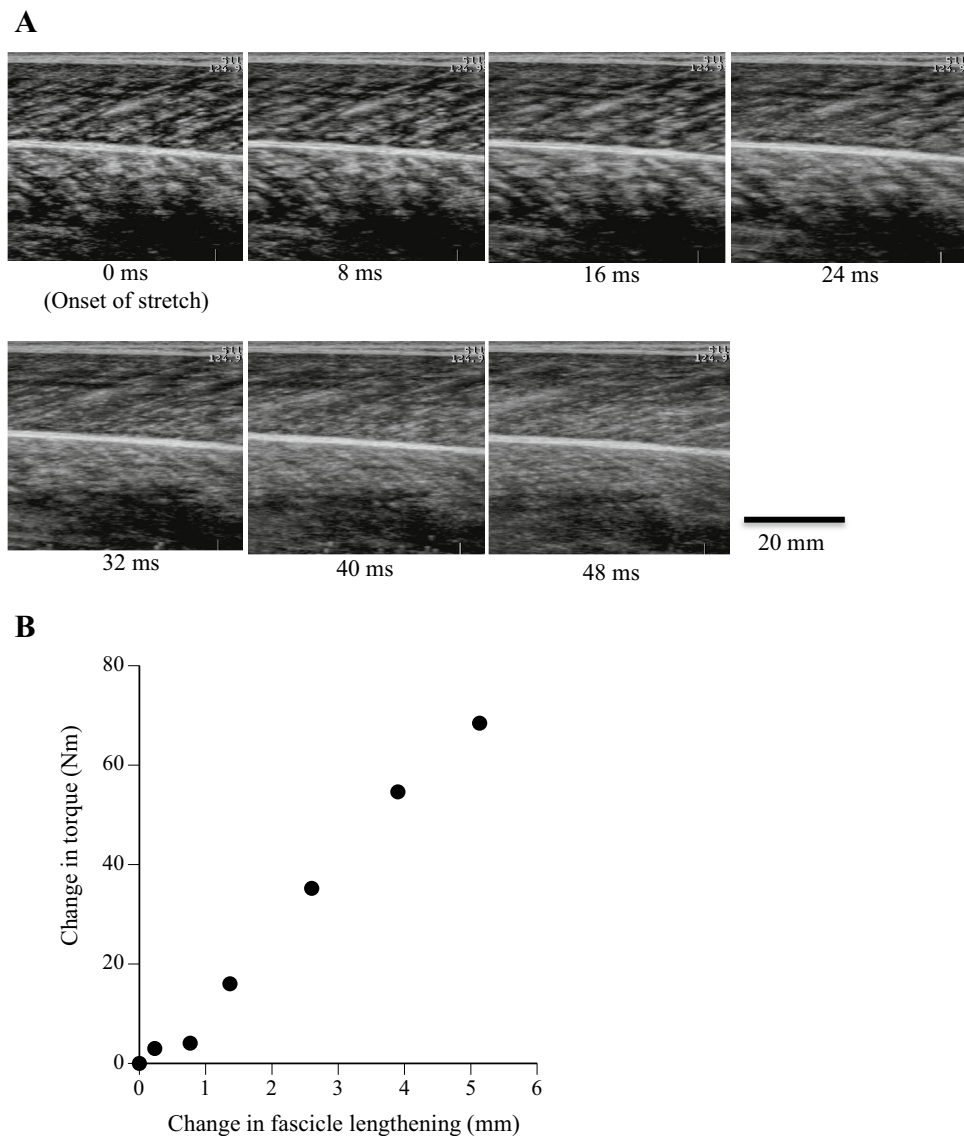 A
0 ms
8 ms
16 ms
24 ms
(Onset of stretch)
32 ms
40 ms
48 ms
20 mm
B
80
60
40
20
0
Change in torque (Nm)
0 1 2 3 4 5 6
Change in fascicle lengthening (mm)